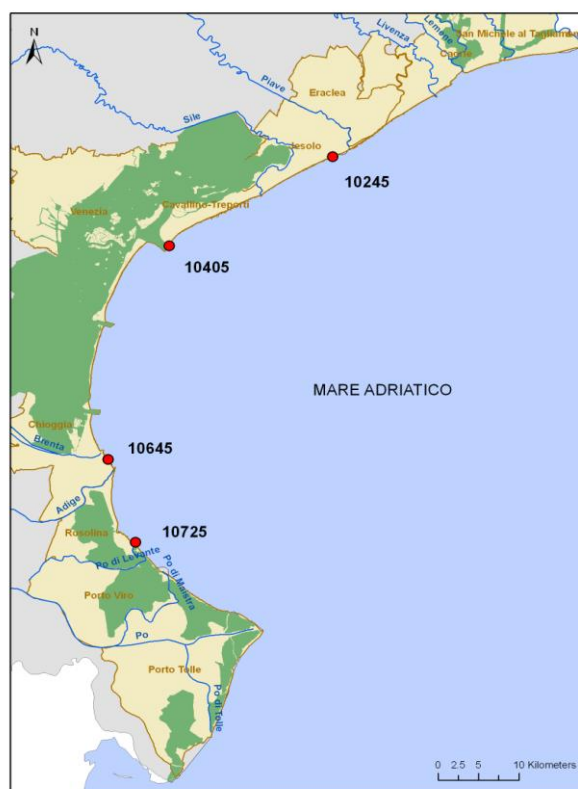 N
Livenza
Lemene
San Michele al Tagliamento
Caorle
Piave
Eraclea
Sile
Jesolo
10245
Cavallino-Treporti
Venezia
10405
MARE ADRIATICO
Chioggia
Brenta
10645
Adige
10725
Rosolina
Po di Levante
Po di Maistra
Porto Viro
Po
Porto Tolle
Po di Tolle
0 2.5 5 10 Kilometers